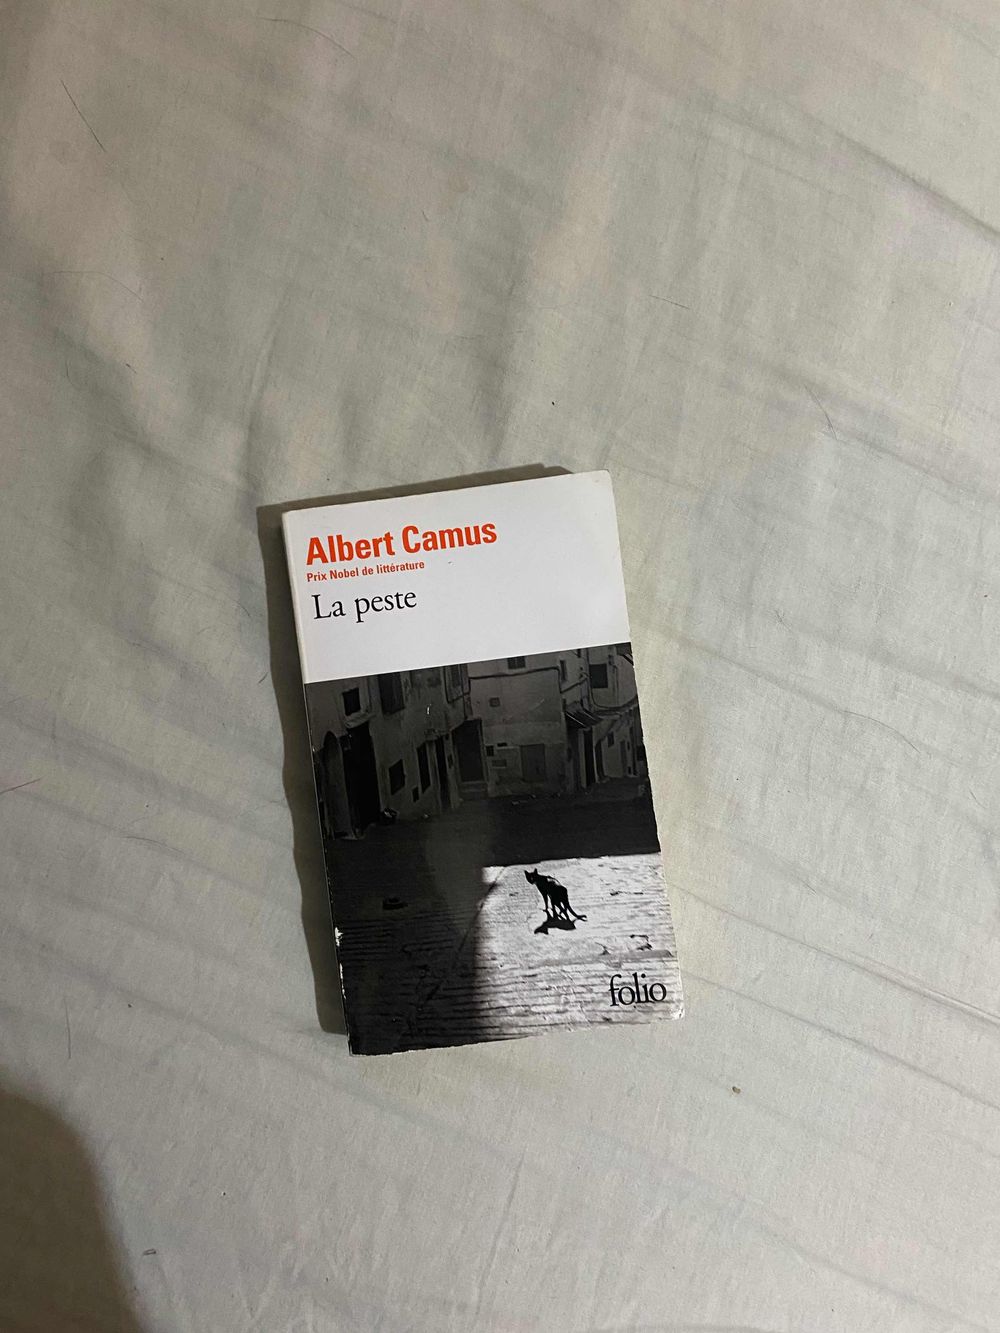 Albert Camus
Prix Nobel de littérature
La peste
folio